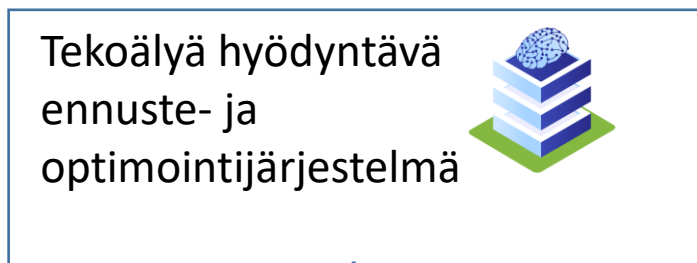 Tekoälyä hyödyntävä
ennuste- ja
optimointijärjestelmä